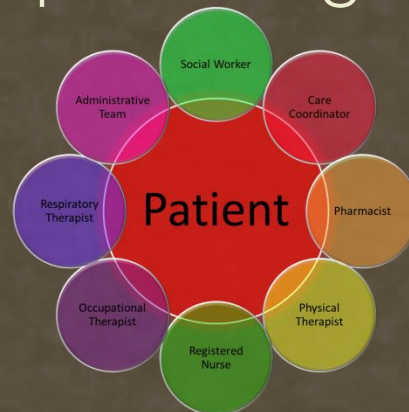 Social Worker
Administrative
Team
Care
Coordinator
Respiratory
Therapist
Patient
Pharmacist
Occupational
Therapist
Physical
Therapist
Registered
Nurse